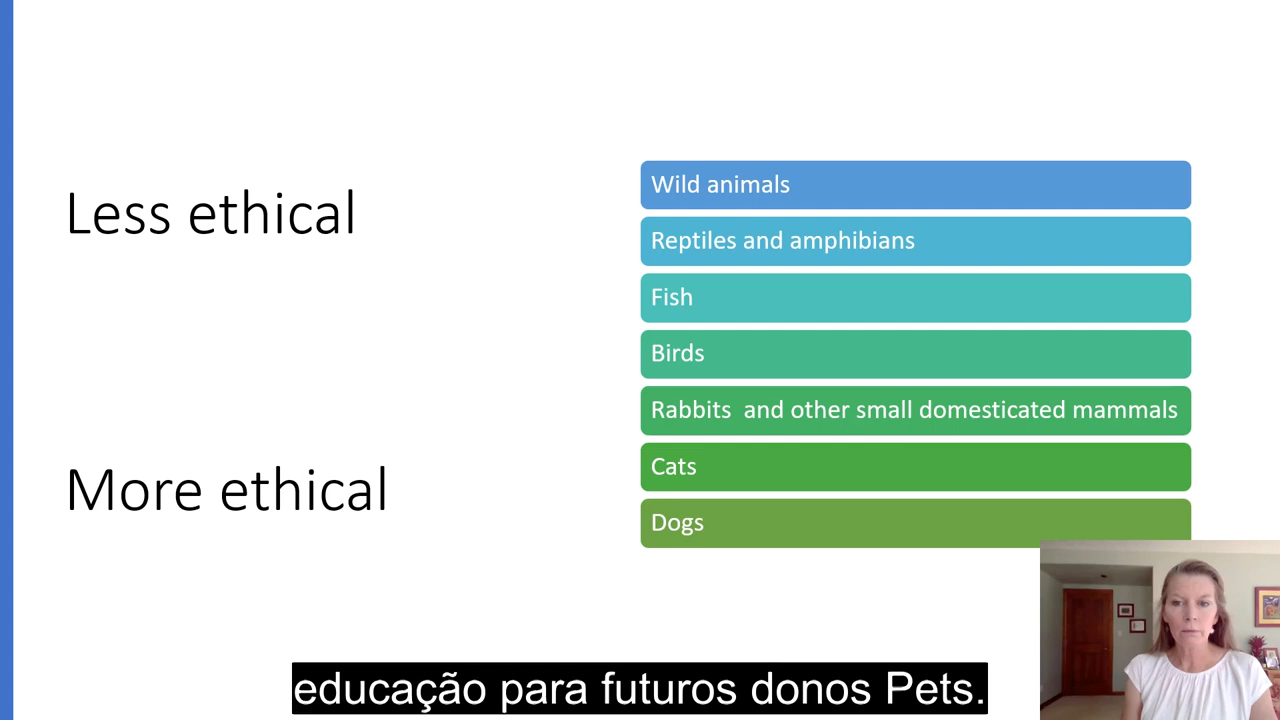 Less ethical
More ethical
Wild animals
Reptiles and amphibians
Fish
Birds
Rabbits  and other small domesticated mammals
Cats
Dogs
educação para futuros donos Pets.